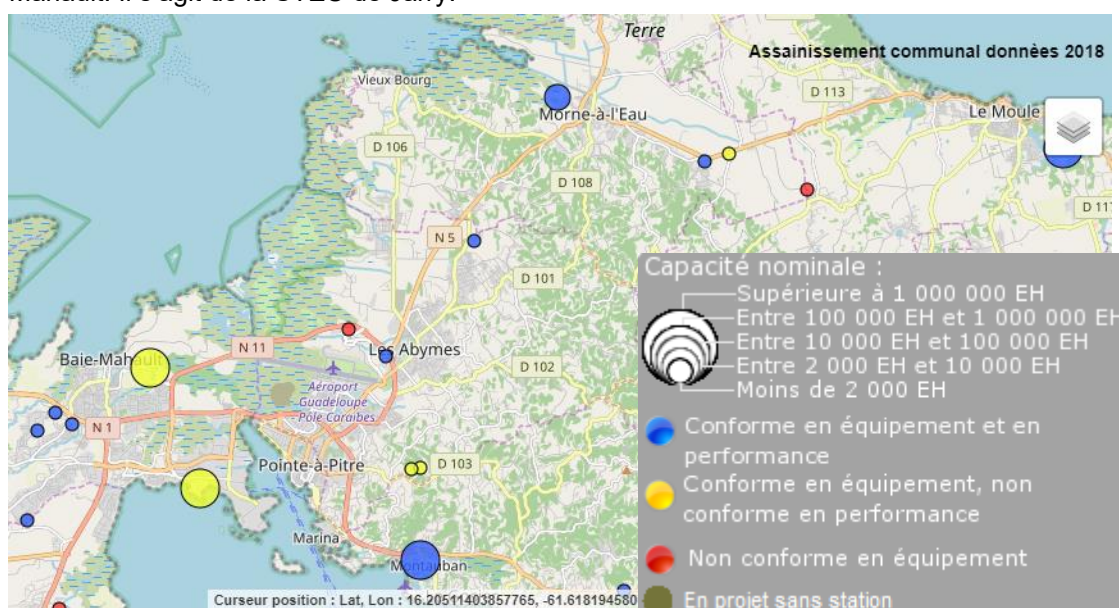 Mahault. Il s'agit de la STEU de Jarry.
Terre
Assainissement communal donnèes 2018
Vieux Bourg
Morne-à-l'Eau
D 113
Le Moule
D 106
D 108
D 117
N 5
D 101
Baie-Mahault
N 11
Les Abymes
D 102
Aéroport
Guadeloupe
- Pôle Caraïbes
N 1
Pointe-à-Pitre
D 103
Marina
Montauban
Capacité nominale :
Supérieure à 1 000 000 EH
Entre 100 000 EH et 1 000 000 EH
Entre 10 000 EH et 100 000 EH
Entre 2 000 EH et 10 000 EH
Moins de 2 000 EH
Conforme en équipement et en
performance
Conforme en équipement, non
conforme en performance
Non conforme en équipement
En projet sans station
Curseur position : Lat, Lon : 16.20511403857765, -61.618194580